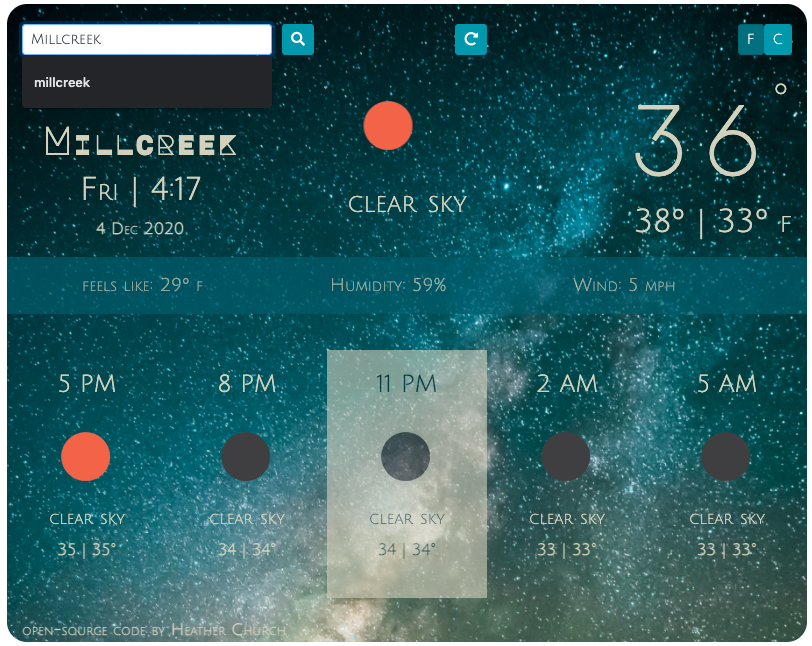 Millcreek
F C
millcreek
Millcreek
Fri | 4:17
4 Dec 2020
clear sky
36°
38° | 33° F
feels like: 29° F
Humidity: 59%
Wind: 5 mph
5 PM
8 PM
11 PM
2 AM
5 AM
clear sky
clear sky
clear sky
clear sky
clear sky
35 | 35°
34 | 34°
34 | 34°
33 | 33°
33 | 33°
open-source code by Heather Church